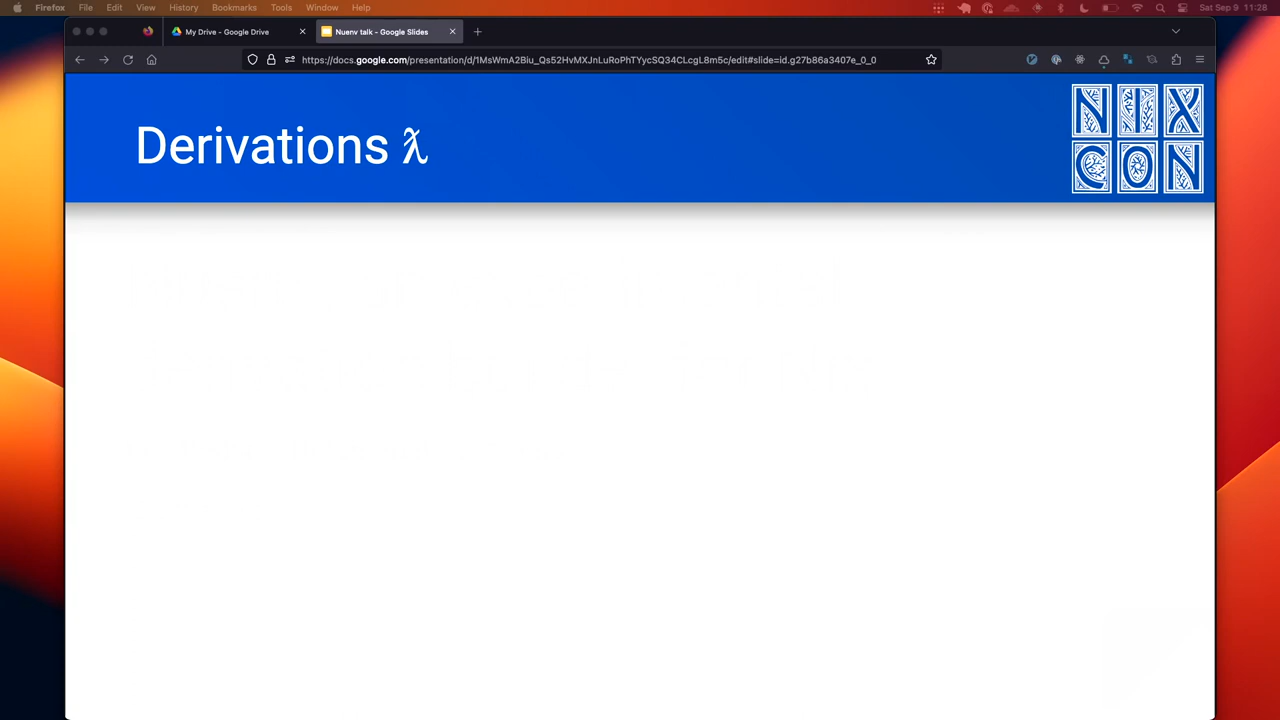 Firefox File Edit View History Bookmarks Tools Window Help Sat Sep 9 11:28
My Drive - Google Drive Nuenv talk - Google Slides
https://docs.google.com/presentation/d/1MsWmA2Biu_Qs52HvMXJnLuRoPhTYycSQ34CLcgL8m5c/edit#slide=id.g27b86a3407e_0_0
Derivations
NIX
CON